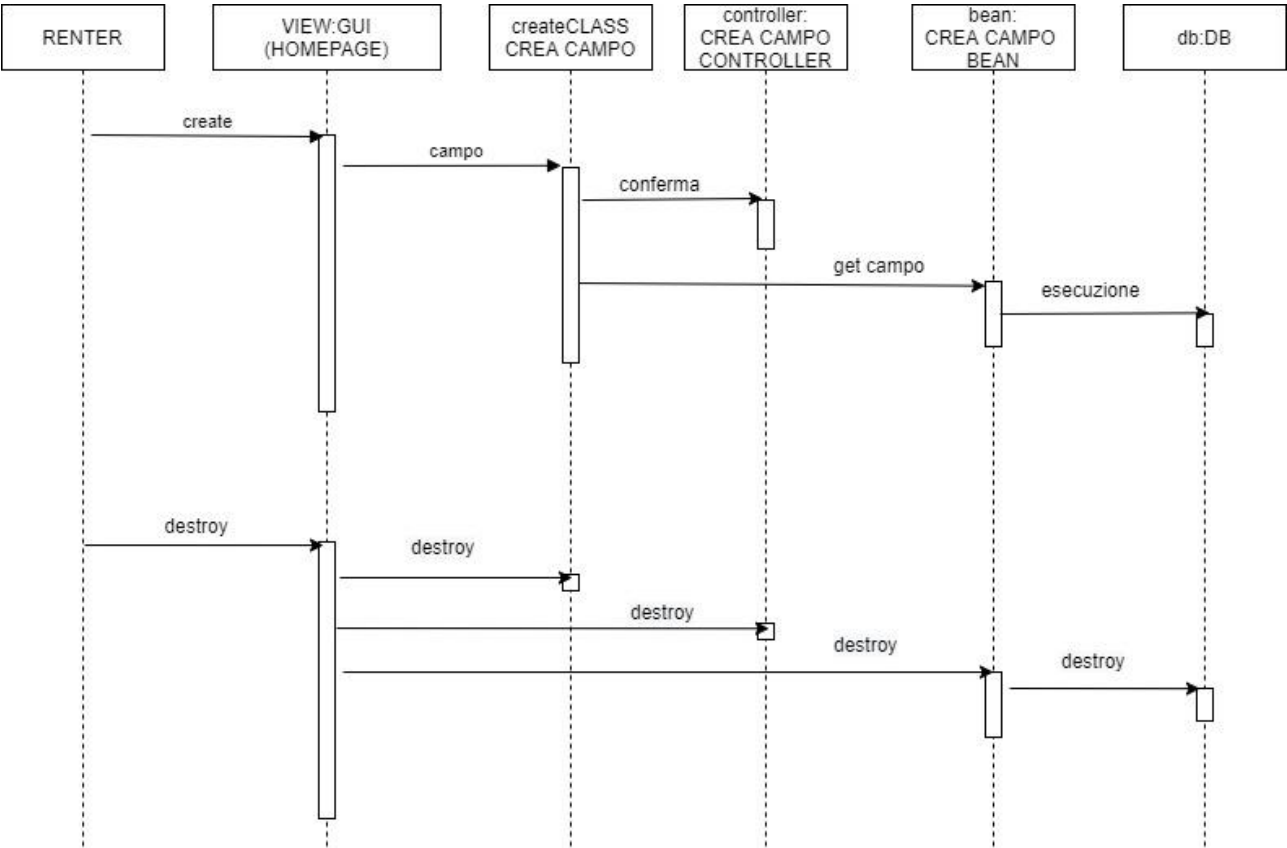 RENTER
VIEW:GUI
(HOMEPAGE)
createCLASS
CREA CAMPO
controller:
CREA CAMPO
CONTROLLER
bean:
CREA CAMPO
BEAN
db:DB
create
campo
conferma
get campo
esecuzione
destroy
destroy
destroy
destroy
destroy